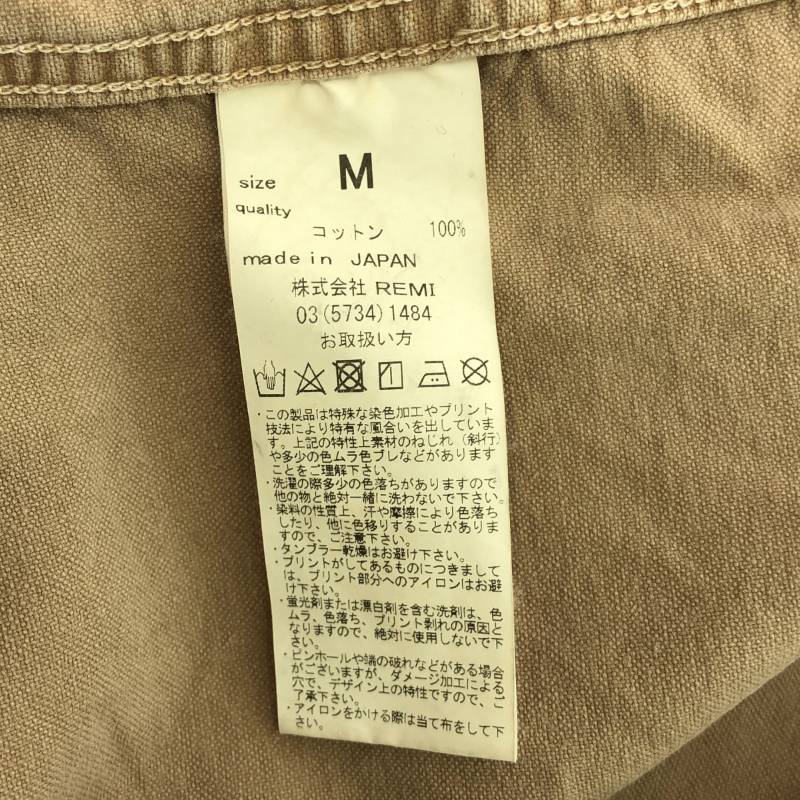 size M
quality
コットン 100%
made in JAPAN
株式会社 REMI
03(5734)1484
お取扱い方
・この製品は特殊な染色加工やプリント
技法により特有な風合いを出していま
す。上記の特性上素材のねじれ（斜行）
や多少の色ムラ色ブレなどがあります
ことをご理解下さい。
・洗濯の際多少の色落ちがありますので
他の物と絶対一緒に洗わないで下さい。
・染料の性質上、汗や摩擦により色落ち
したり、他に色移りすることがありま
すので、ご注意下さい。
・タンブラー乾燥はお避け下さい。
・プリントがしてあるものにつきまして
は、プリント部分へのアイロンはお避
け下さい。
・蛍光剤または漂白剤を含む洗剤は、色
ムラ、色落ち、プリント剥れの原因と
なりますので、絶対に使用しないで下
さい。
・ピンホールや端の破れなどがある場合
がございますが、ダメージ加工による
穴で、デザイン上の特性ですので、ご
了承下さい。
・アイロンをかける際は当て布をして下
さい。